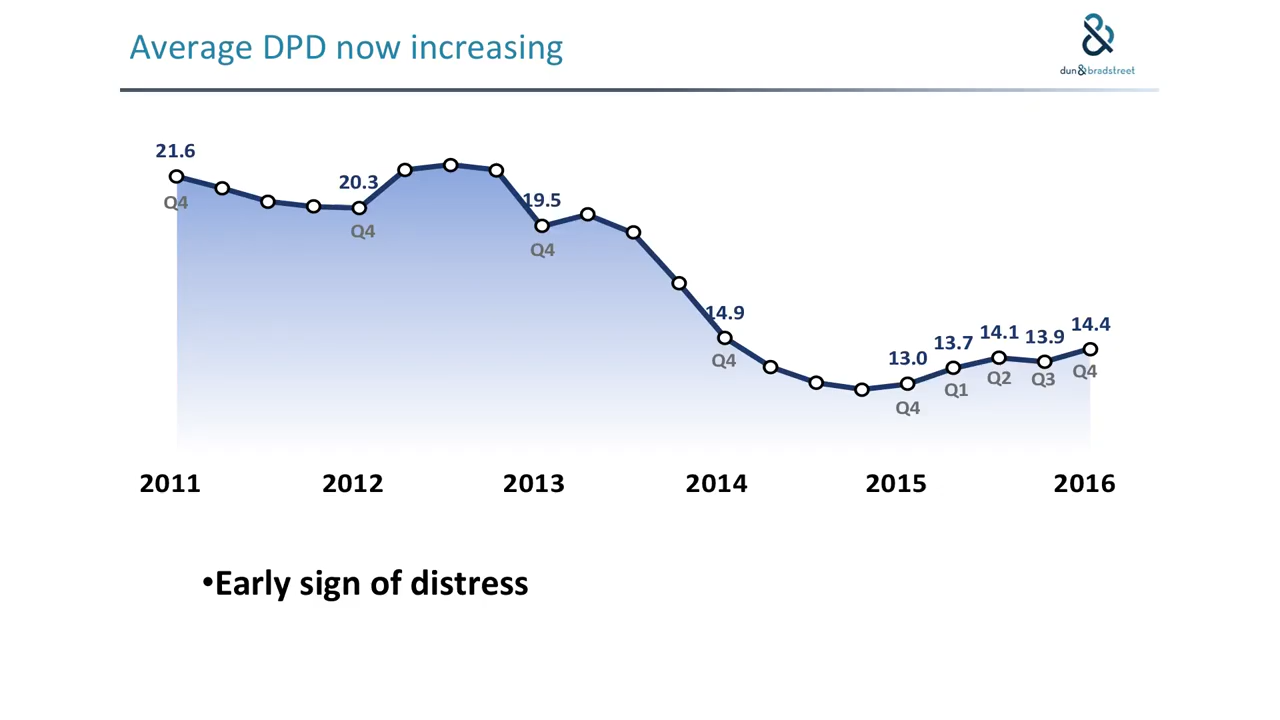 Average DPD now increasing
dun&bradstreet
21.6
20.3
19.5
14.9
13.0
13.7
14.1
13.9
14.4
Q4
Q4
Q4
Q4
Q4
Q1
Q2
Q3
Q4
2011 2012 2013 2014 2015 2016
•Early sign of distress